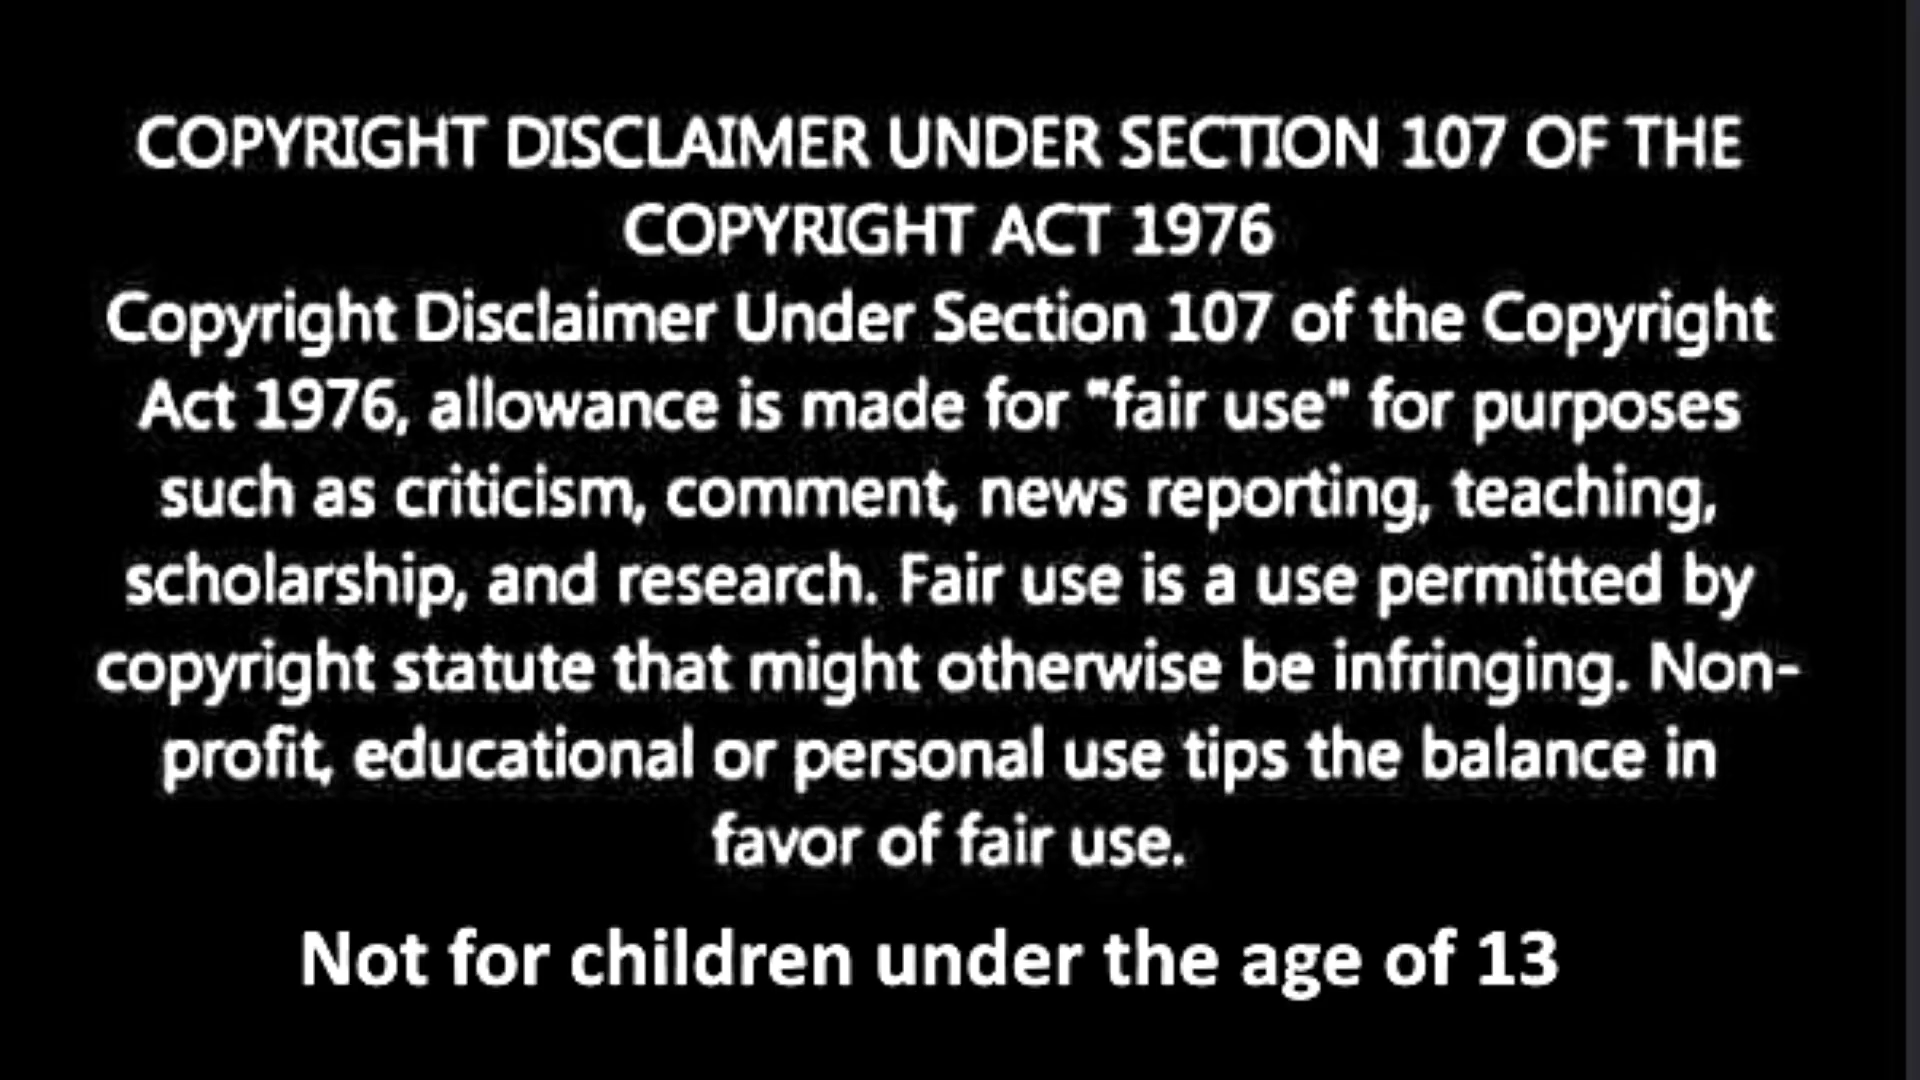 COPYRIGHT DISCLAIMER UNDER SECTION 107 OF THE
COPYRIGHT ACT 1976
Copyright Disclaimer Under Section 107 of the Copyright
Act 1976, allowance is made for "fair use" for purposes
such as criticism, comment, news reporting, teaching,
scholarship, and research. Fair use is a use permitted by
copyright statute that might otherwise be infringing. Non-
profit, educational or personal use tips the balance in
favor of fair use.
Not for children under the age of 13